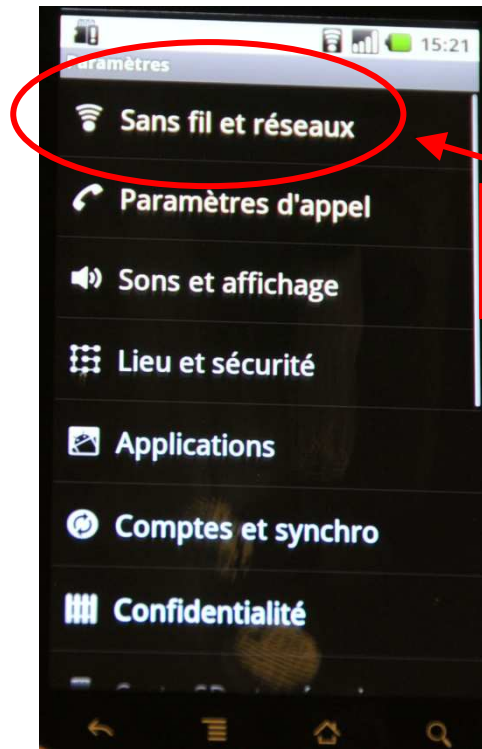 15:21
Paramètres
Sans fil et réseaux
Paramètres d'appel
Sons et affichage
Lieu et sécurité
Applications
Comptes et synchro
Confidentialité